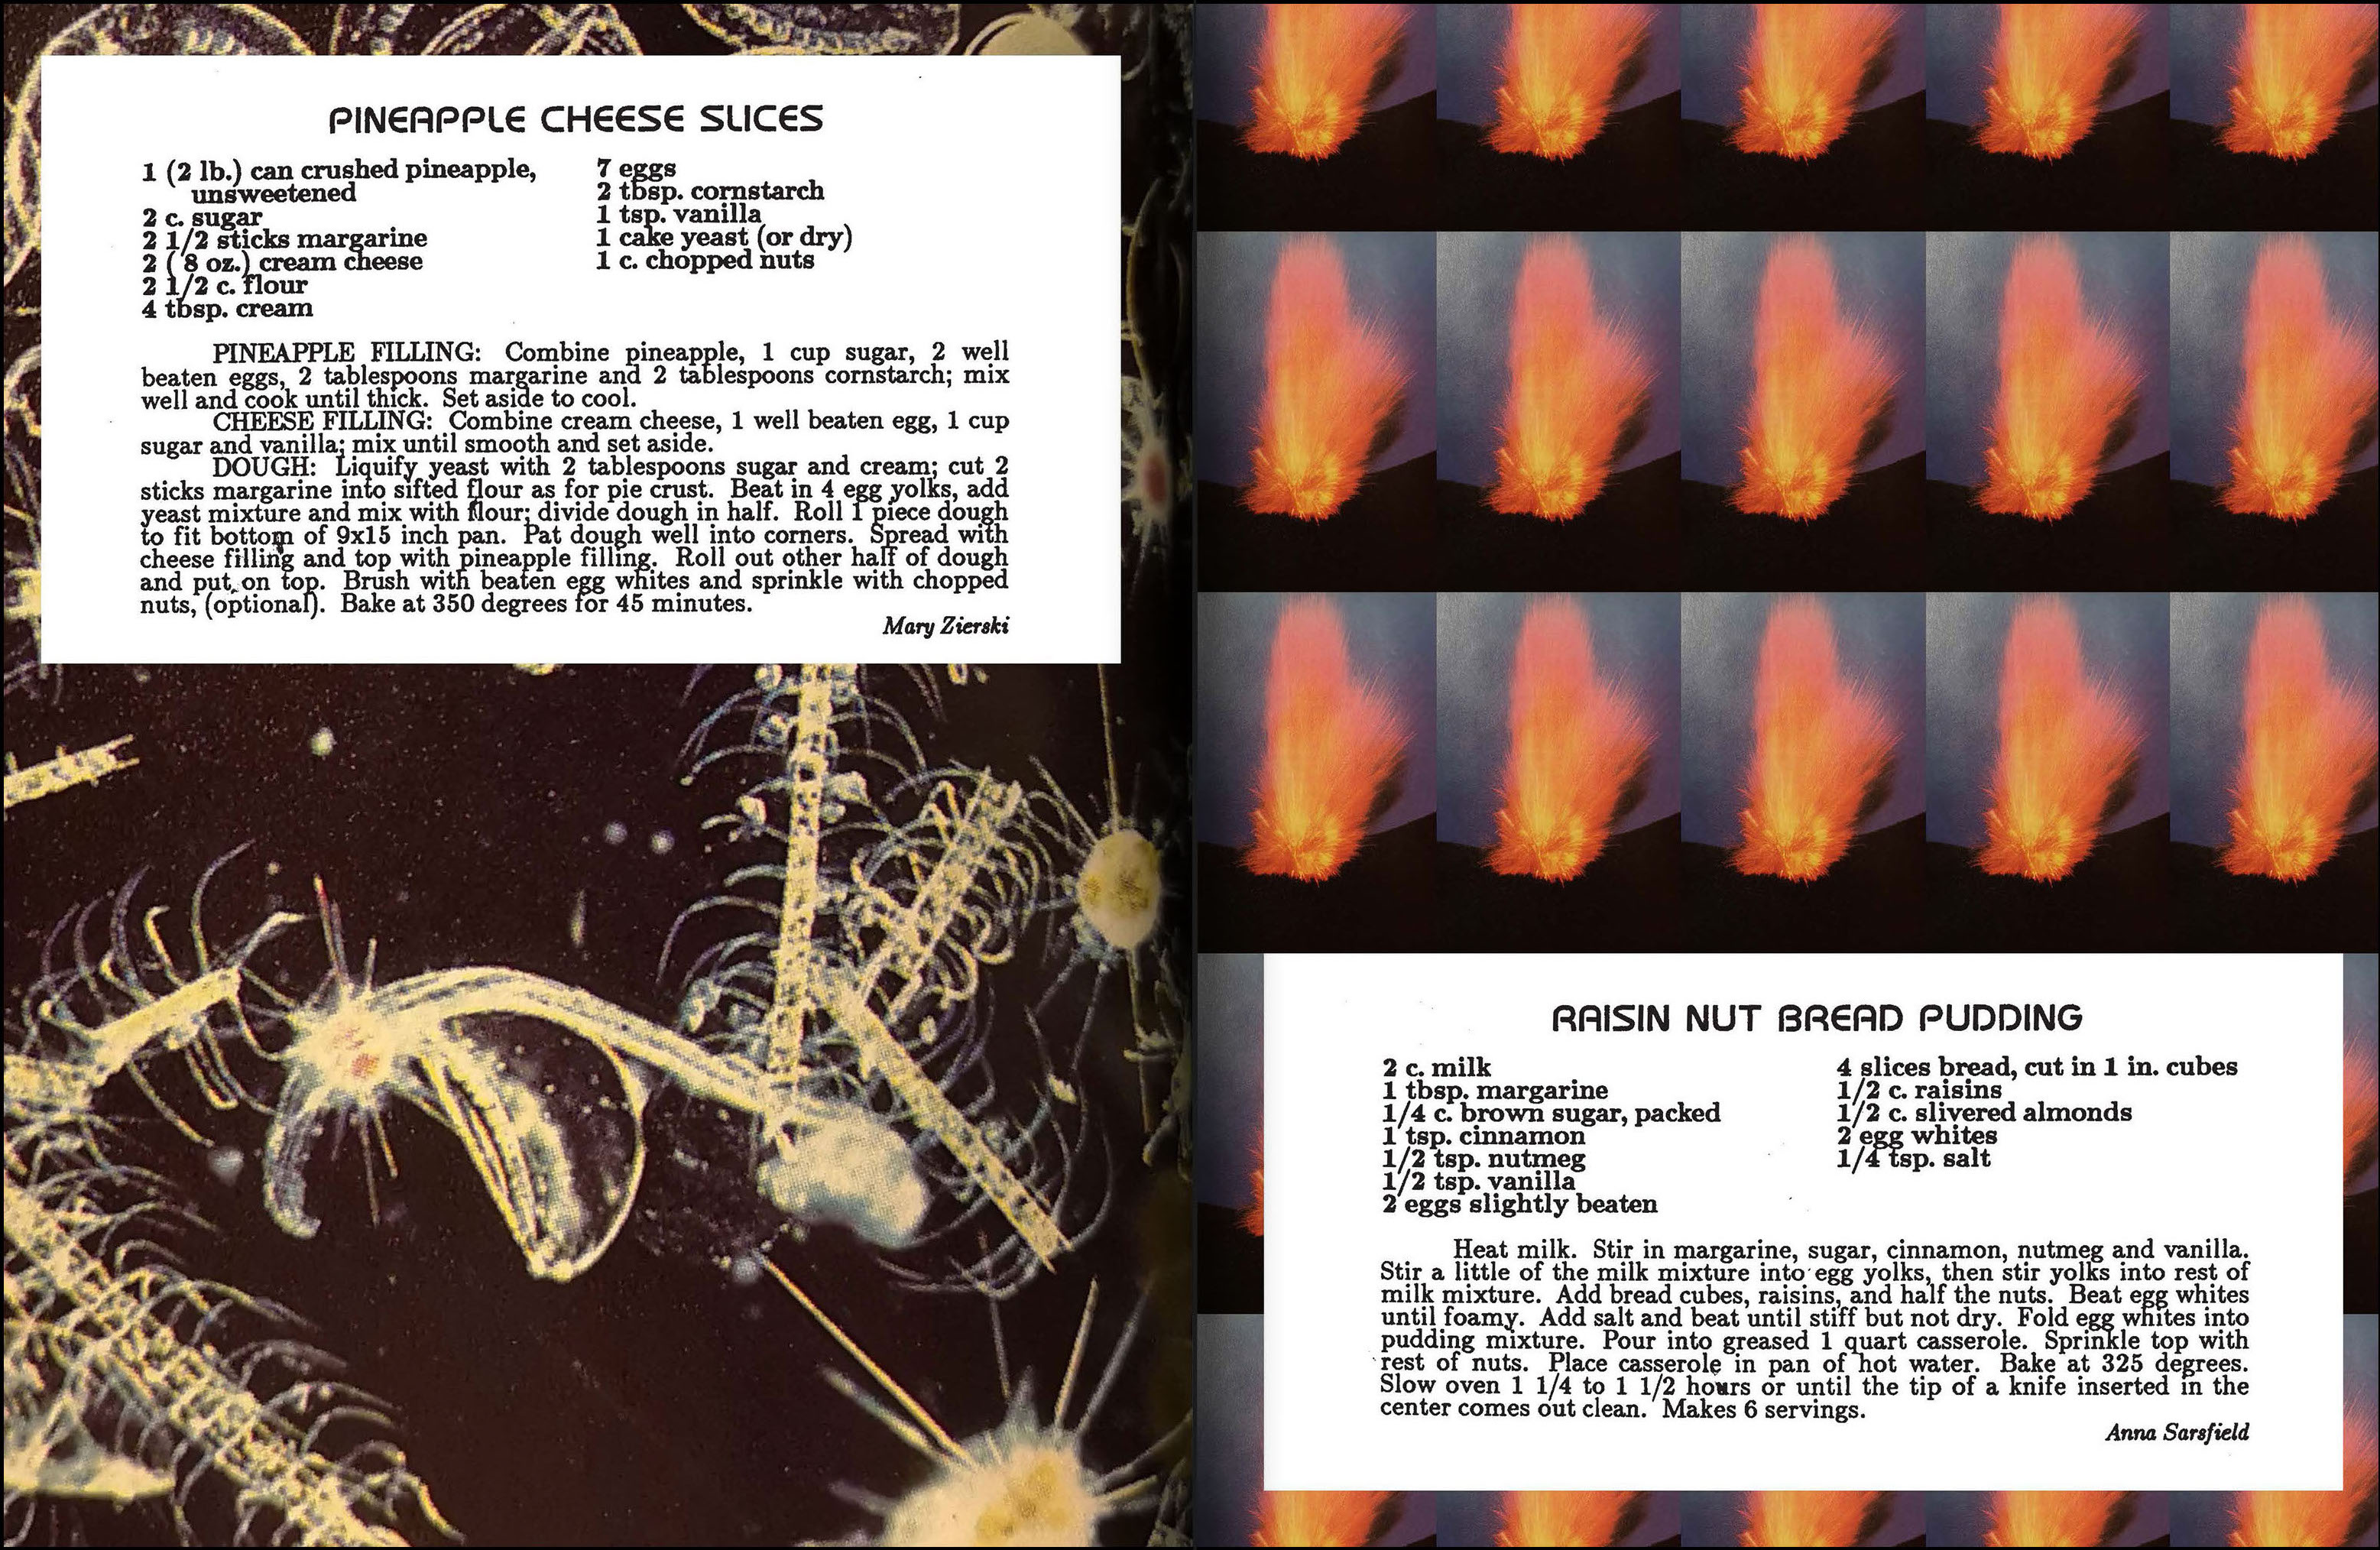 PINEAPPLE CHEESE SLICES
1 (2 lb.) can crushed pineapple,
unsweetened
2 c. sugar
2 1/2 sticks margarine
2 ( 8 oz.) cream cheese
2 1/2 c. flour
4 tbsp. cream
7 eggs
2 tbsp. cornstarch
1 tsp. vanilla
1 cake yeast (or dry)
1 c. chopped nuts
PINEAPPLE FILLING: Combine pineapple, 1 cup sugar, 2 well
beaten eggs, 2 tablespoons margarine and 2 tablespoons cornstarch; mix
well and cook until thick. Set aside to cool.
CHEESE FILLING: Combine cream cheese, 1 well beaten egg, 1 cup
sugar and vanilla; mix until smooth and set aside.
DOUGH: Liquify yeast with 2 tablespoons sugar and cream; cut 2
sticks margarine into sifted flour as for pie crust. Beat in 4 egg yolks, add
yeast mixture and mix with flour; divide dough in half. Roll 1 piece dough
to fit bottom of 9x15 inch pan. Pat dough well into corners. Spread with
cheese filling and top with pineapple filling. Roll out other half of dough
and put on top. Brush with beaten egg whites and sprinkle with chopped
nuts, (optional). Bake at 350 degrees for 45 minutes.
Mary Zierski
RAISIN NUT BREAD PUDDING
2 c. milk
1 tbsp. margarine
1/4 c. brown sugar, packed
1 tsp. cinnamon
1/2 tsp. nutmeg
1/2 tsp. vanilla
2 eggs slightly beaten
4 slices bread, cut in 1 in. cubes
1/2 c. raisins
1/2 c. slivered almonds
2 egg whites
1/4 tsp. salt
Heat milk. Stir in margarine, sugar, cinnamon, nutmeg and vanilla.
Stir a little of the milk mixture into egg yolks, then stir yolks into rest of
milk mixture. Add bread cubes, raisins, and half the nuts. Beat egg whites
until foamy. Add salt and beat until stiff but not dry. Fold egg whites into
pudding mixture. Pour into greased 1 quart casserole. Sprinkle top with
rest of nuts. Place casserole in pan of hot water. Bake at 325 degrees.
Slow oven 1 1/4 to 1 1/2 hours or until the tip of a knife inserted in the
center comes out clean. Makes 6 servings.
Anna Sarsfield